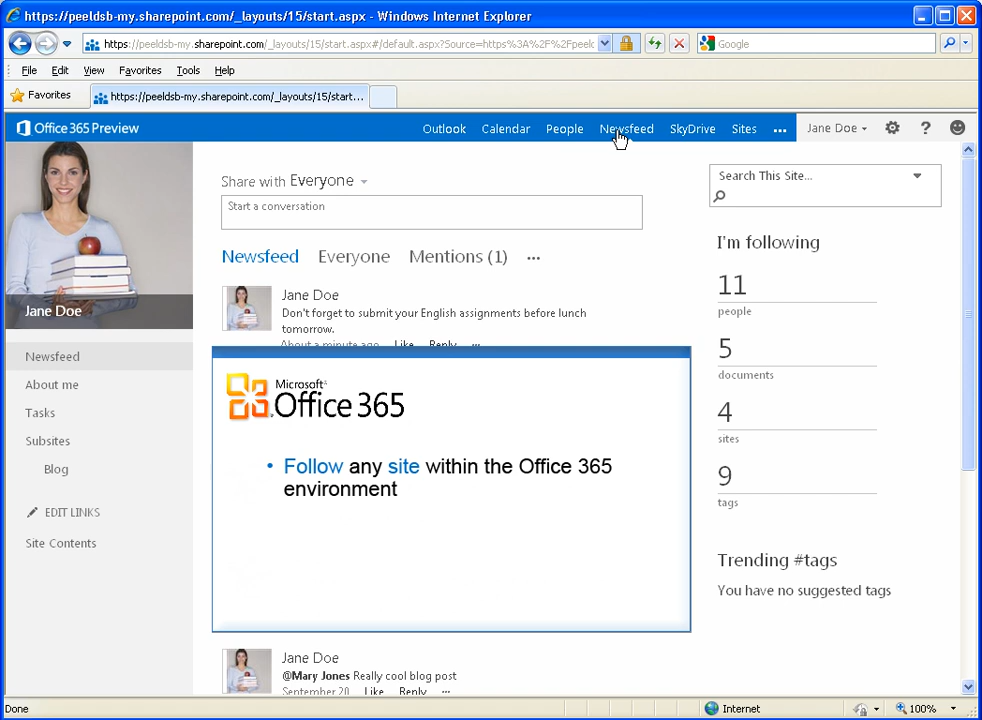 https://peeldsb-my.sharepoint.com/_layouts/15/start.aspx - Windows Internet Explorer
https://peeldsb-my.sharepoint.com/_layouts/15/start.aspx#/default.aspx?Source=https%3A%2F%2Fpeeldc
Google
File Edit View Favorites Tools Help
Favorites
https://peeldsb-my.sharepoint.com/_layouts/15/start...
Office 365 Preview
Outlook Calendar People Newsfeed SkyDrive Sites ... Jane Doe ?
Share with Everyone
Start a conversation
Search This Site...
Jane Doe
Newsfeed
About me
Tasks
Subsites
Blog
EDIT LINKS
Site Contents
Newsfeed Everyone Mentions (1) ...
Jane Doe
Don't forget to submit your English assignments before lunch
tomorrow.
About a minute ago Like Reply ...
Microsoft
Office 365
• Follow any site within the Office 365
environment
Jane Doe
@Mary Jones Really cool blog post
September 20 Like Reply ...
I'm following
11
people
5
documents
4
sites
9
tags
Trending #tags
You have no suggested tags
Done
Internet
100%